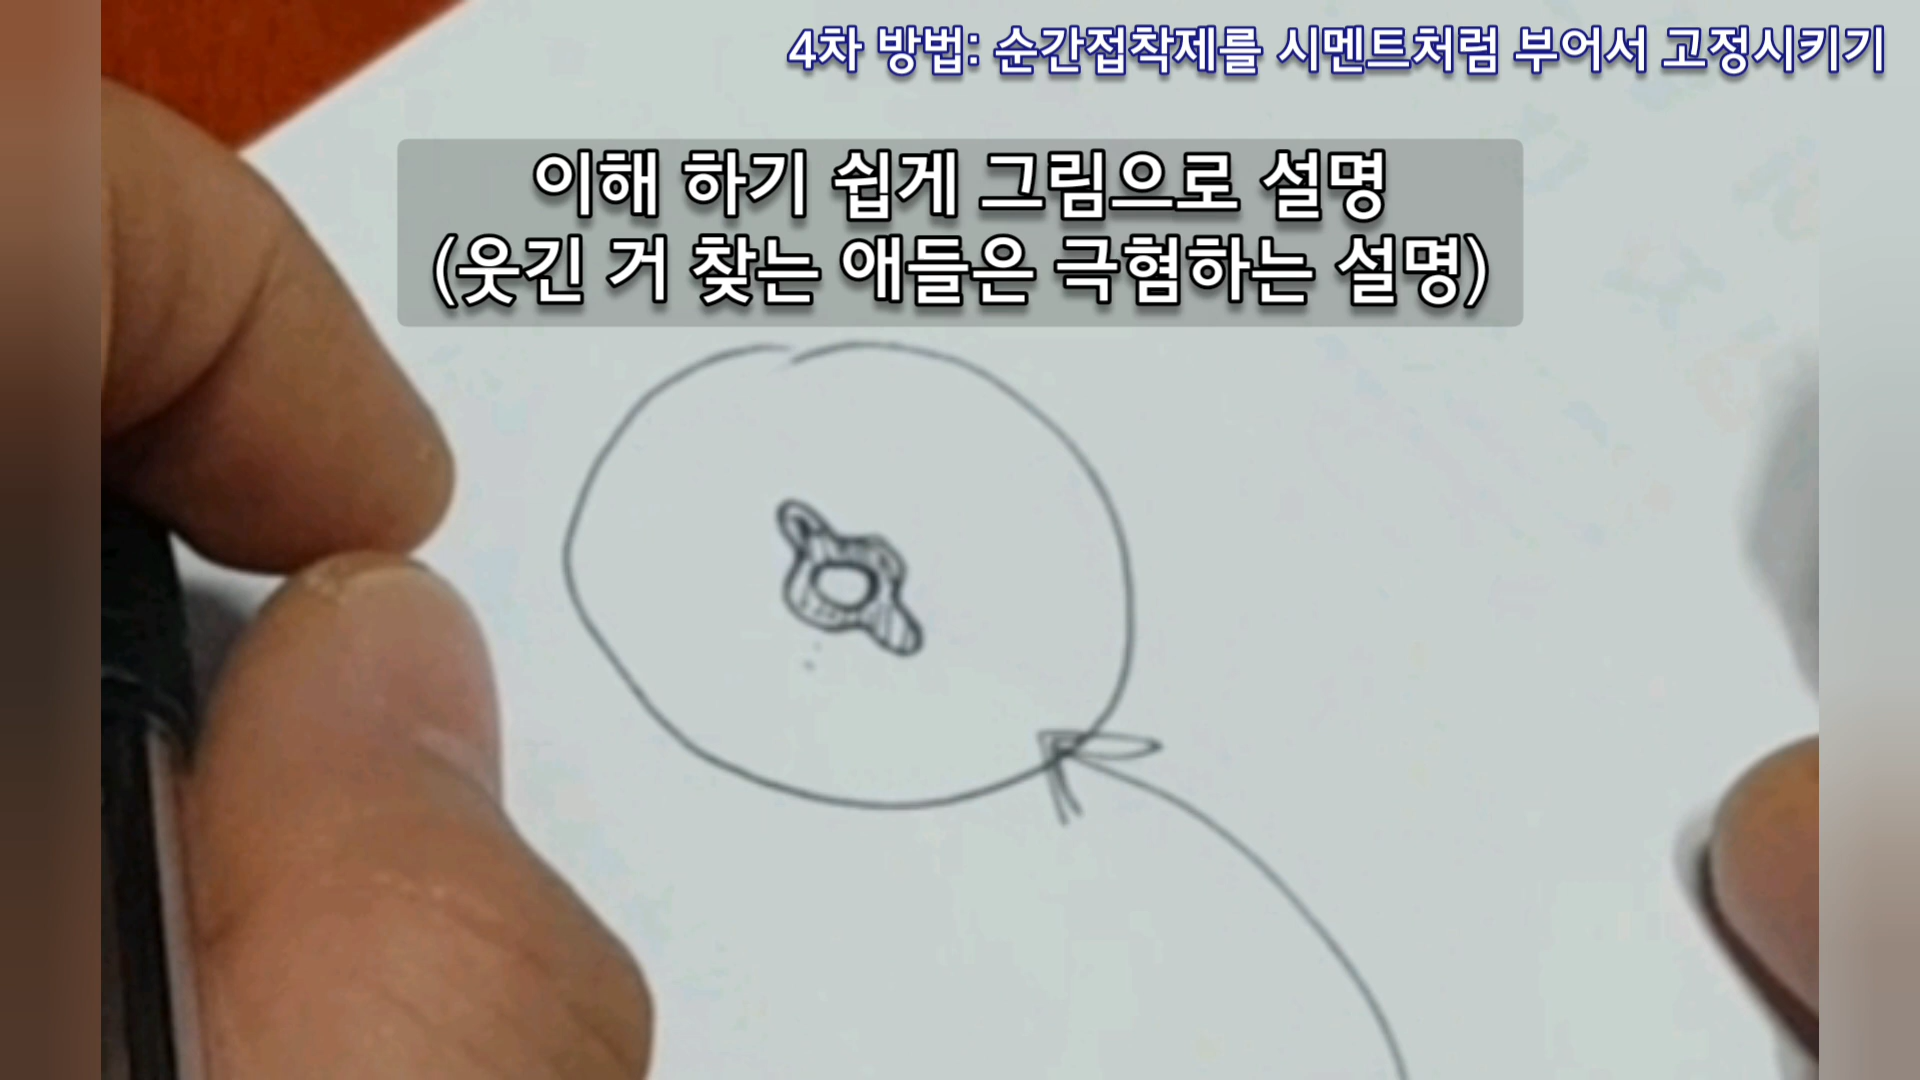 4차 방법: 순간접착제를 시멘트처럼 부어서 고정시키기
이해 하기 쉽게 그림으로 설명
(웃긴 거 찾는 애들은 극혐하는 설명)